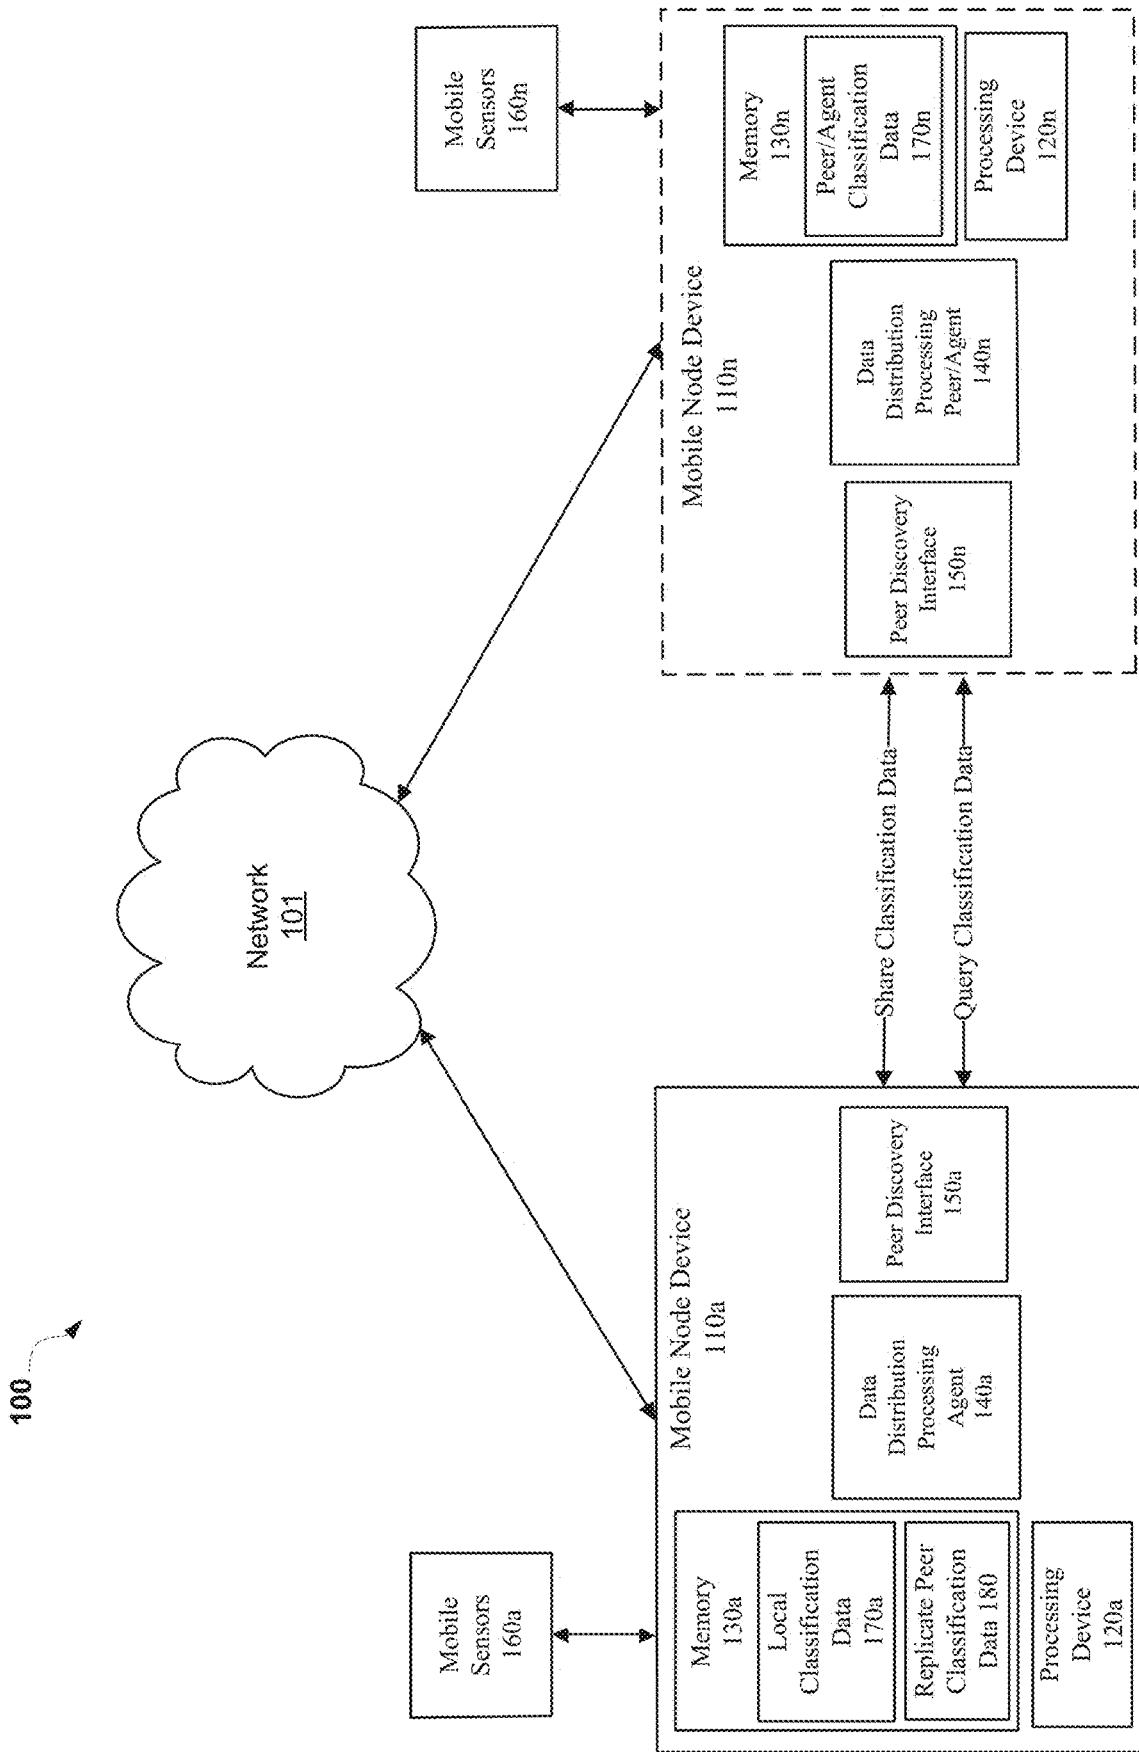 100
Network
101
Mobile
Sensors
160a
Mobile
Sensors
160n
Mobile Node Device
110a
Memory
130a
Local
Classification
Data
170a
Replicate Peer
Classification
Data 180
Processing
Device
120a
Data
Distribution
Processing
Agent
140a
Peer Discovery
Interface
150a
Share Classification Data
Query Classification Data
Mobile Node Device
110n
Peer Discovery
Interface
150n
Data
Distribution
Processing
Peer/Agent
140n
Memory
130n
Peer/Agent
Classification
Data
170n
Processing
Device
120n